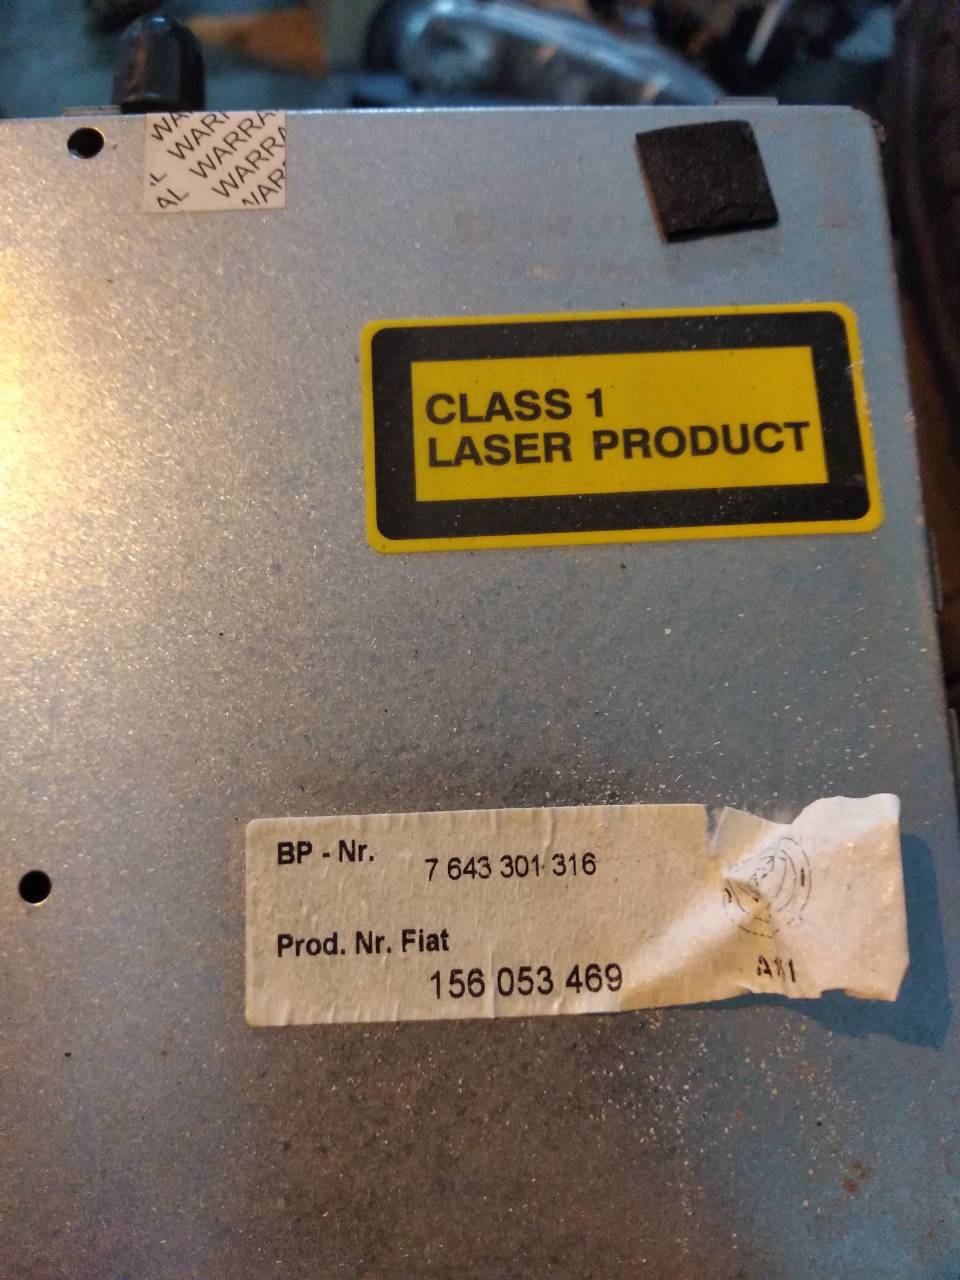 WARRA
WARRA
WARRA
AL
CLASS 1
LASER PRODUCT
BP - Nr.
7 643 301 316
Prod. Nr. Fiat
156 053 469